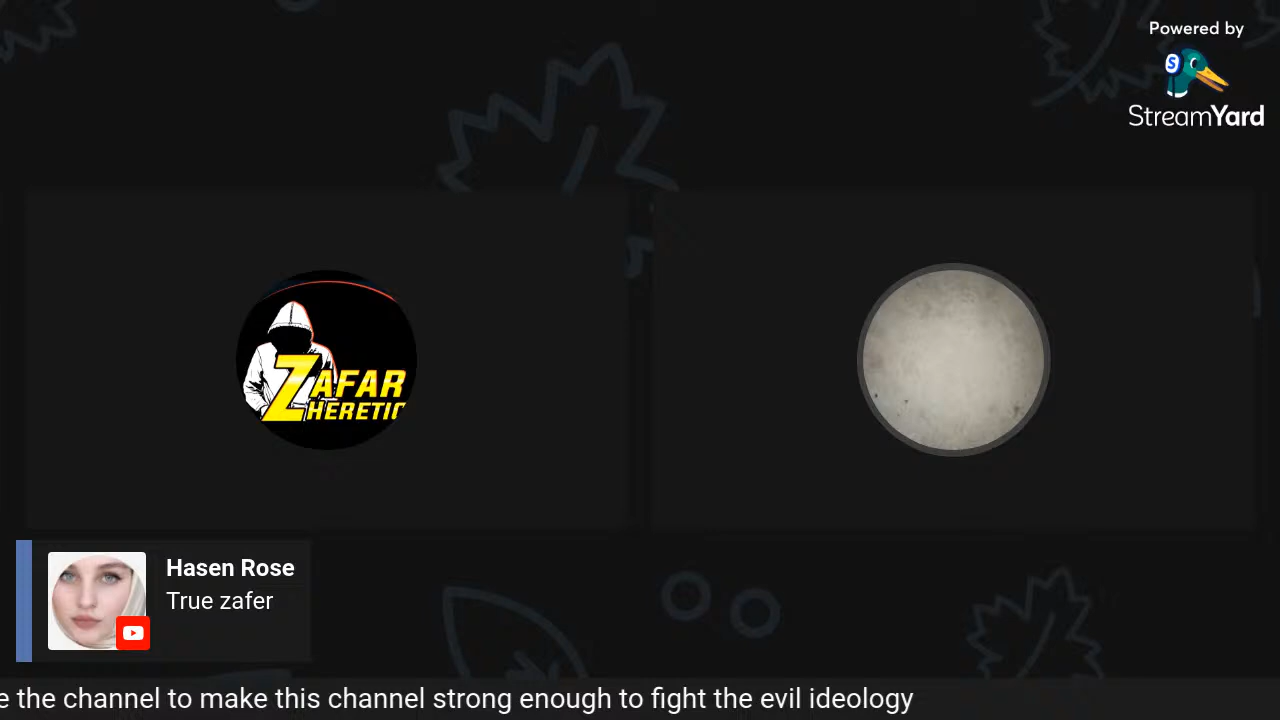 Powered by
StreamYard
ZAFAR
HERETIC
Hasen Rose
True zafer
e the channel to make this channel strong enough to fight the evil ideology